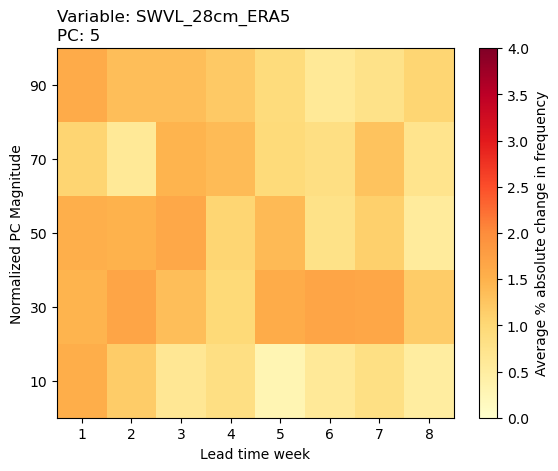 Variable: SWVL_28cm_ERA5
PC: 5
90
70
50
30
10
Normalized PC Magnitude
1 2 3 4 5 6 7 8
Lead time week
4.0
3.5
3.0
2.5
2.0
1.5
1.0
0.5
0.0
Average % absolute change in frequency